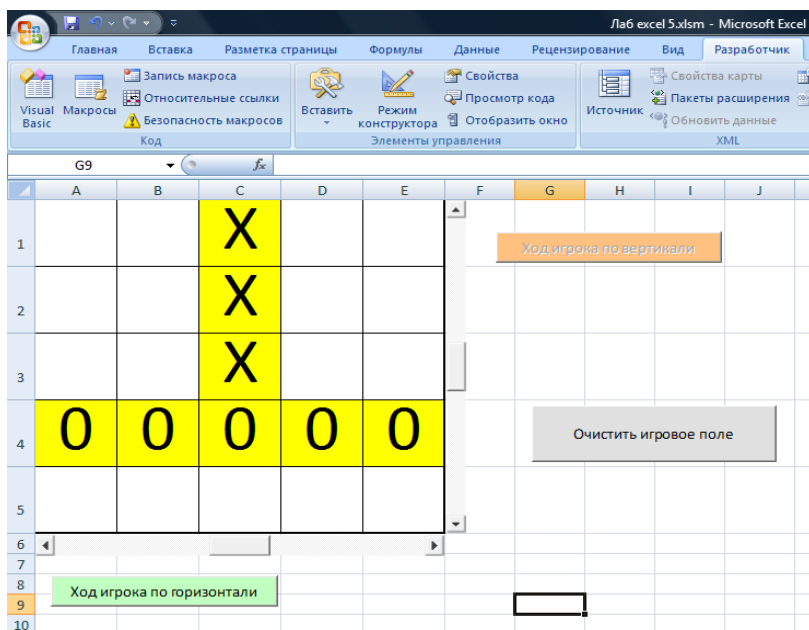 Лаб excel 5.xlsm - Microsoft Excel
Главная Вставка Разметка страницы Формулы Данные Рецензирование Вид Разработчик
Visual Basic
Макросы
Запись макроса
Относительные ссылки
Безопасность макросов
Код
Вставить
Режим конструктора
Свойства
Просмотр кода
Отобразить окно
Элементы управления
Источник
Свойства карты
Пакеты расширения
Обновить данные
XML
G9 fx
A B C D E F G H I J
1 X Ход игрока по вертикали
2 X
3 X
4 0 0 0 0 0 Очистить игровое поле
5
6
7
8 Ход игрока по горизонтали
9
10